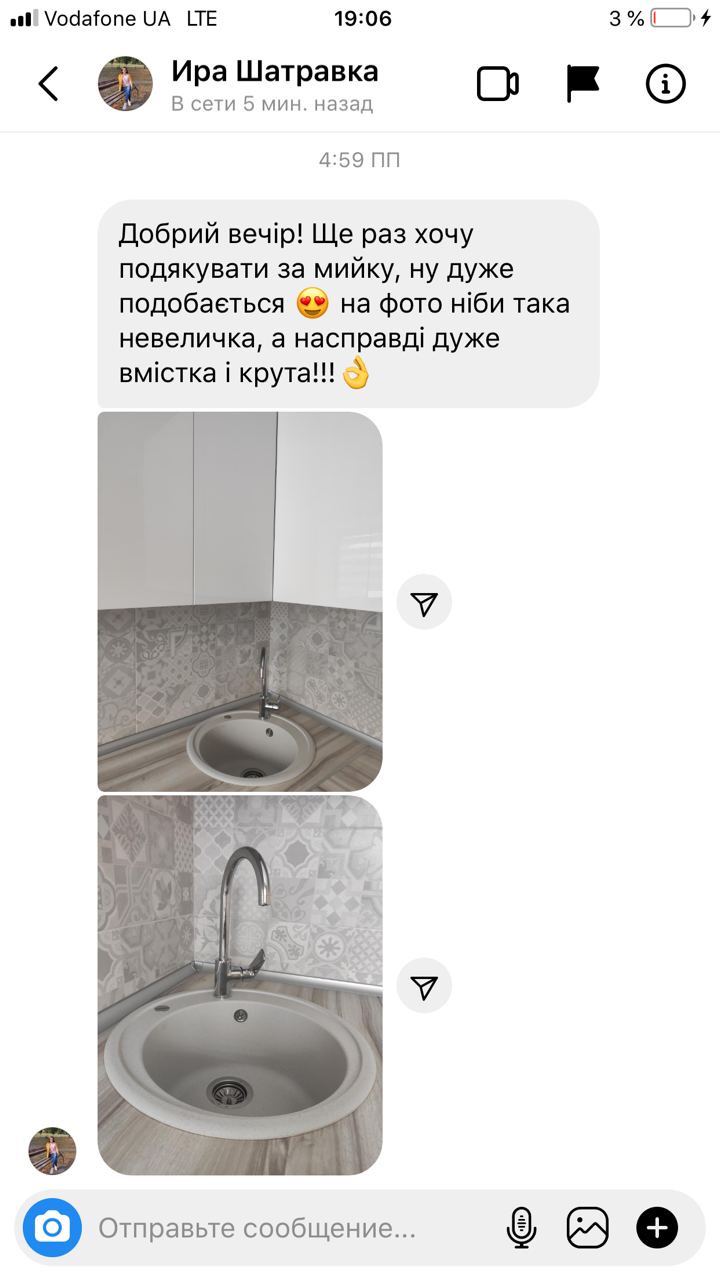 Vodafone UA LTE 19:06 3 %
Ира Шатравка
В сети 5 мин. назад
4:59 ПП
Добрий вечір! Ще раз хочу
подякувати за мийку, ну дуже
подобається 😍 на фото ніби така
невеличка, а насправді дуже
вмістка і крута!!!👌
Отправьте сообщение...